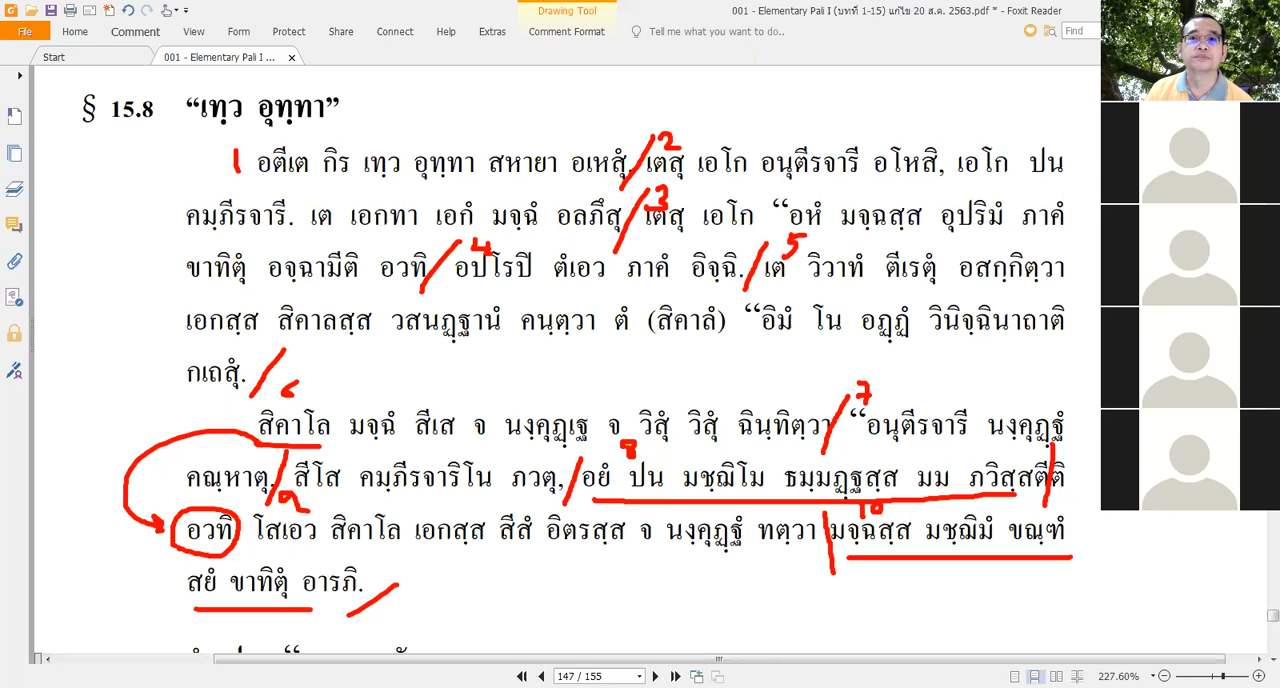 001 - Elementary Pali I (บทที่ 1-15) แก้ไข 20 ส.ค. 2563.pdf * - Foxit Reader
Drawing Tool
File Home Comment View Form Protect Share Connect Help Extras Comment Format Tell me what you want to do.. Find
Start 001 - Elementary Pali I ... ×
§ 15.8 “เทฺว อุทฺทา”
1 อตีเต กิร เทฺว อุทฺทา สหายา อเหสุํ. / 2 เตสุ เอโก อนุตีรจารี อโหสิ, เอโก ปน
คมฺภีรจารี. เต เอกทา เอกํ มจฺฉํ อลภึสุ / 3 เตสุ เอโก “อหํ มจฺฉสฺส อุปริมํ ภาคํ
ขาทิตุํ อจฺฉามีติ อวทิ / 4 อปโรปิ ตํเอว ภาคํ อิจฺฉิ. / 5 เต วิวาทํ ตีเรตุํ อสกฺกิตฺวา
เอกสฺส สิคาลสฺส วสนฏฺฐานํ คนฺตฺวา ตํ (สิคาลํ) “อิมํ โน อฏฺฏํ วินิจฺฉินาถาติ
กเถสุํ. / 6
สิคาโล มจฺฉํ สีเส จ นงฺคุฏฺเฐ จ วิสุํ วิสุํ ฉินฺทิตฺวา / 7 “อนุตีรจารี นงฺคุฏฺฐํ
คณฺหาตุ, / สีโส คมฺภีรจาริโน ภวตุ, / 8 อยํ ปน มชฺฌิโม ธมฺมฏฺฐสฺส มม ภวิสฺสตีติ
อวทิ 9 โสเอว สิคาโล เอกสฺส สีสํ อิตรสฺส จ นงฺคุฏฺฐํ ทตฺวา / 10 มจฺฉสฺส มชฺฌิมํ ขณฺฑํ
สยํ ขาทิตุํ อารภิ. /
147 / 155 227.60%